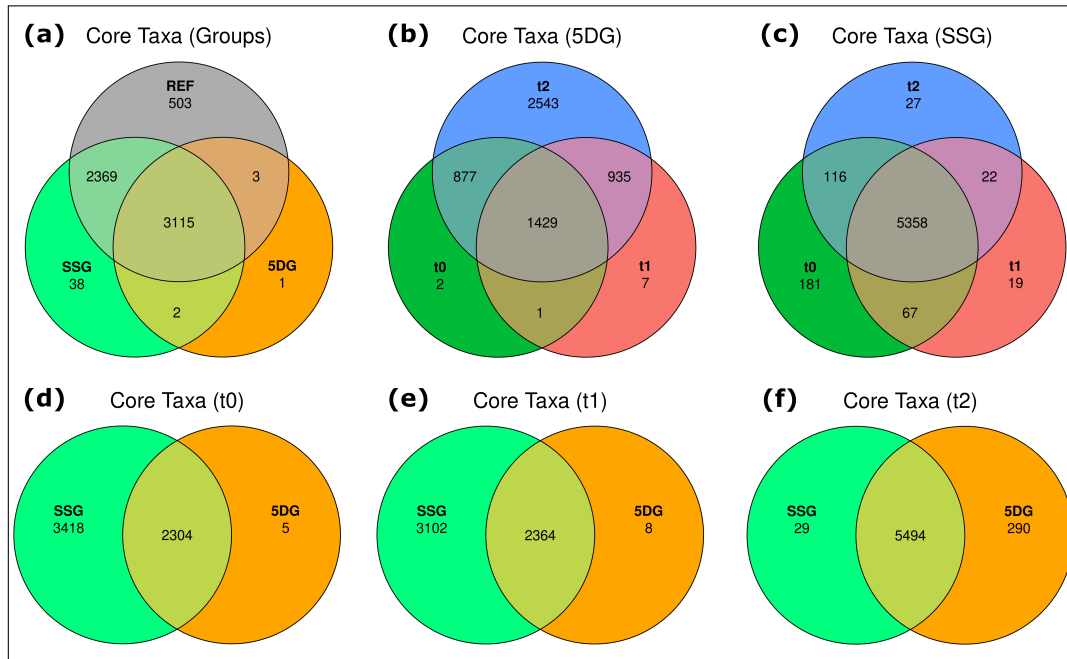 (a) Core Taxa (Groups)
REF
503
2369
3
3115
SSG
38
5DG
1
2
(b) Core Taxa (5DG)
t2
2543
877
935
1429
t0
2
t1
7
1
(c) Core Taxa (SSG)
t2
27
116
22
5358
t0
181
t1
19
67
(d) Core Taxa (t0)
SSG
3418
2304
5DG
5
(e) Core Taxa (t1)
SSG
3102
2364
5DG
8
(f) Core Taxa (t2)
SSG
29
5494
5DG
290